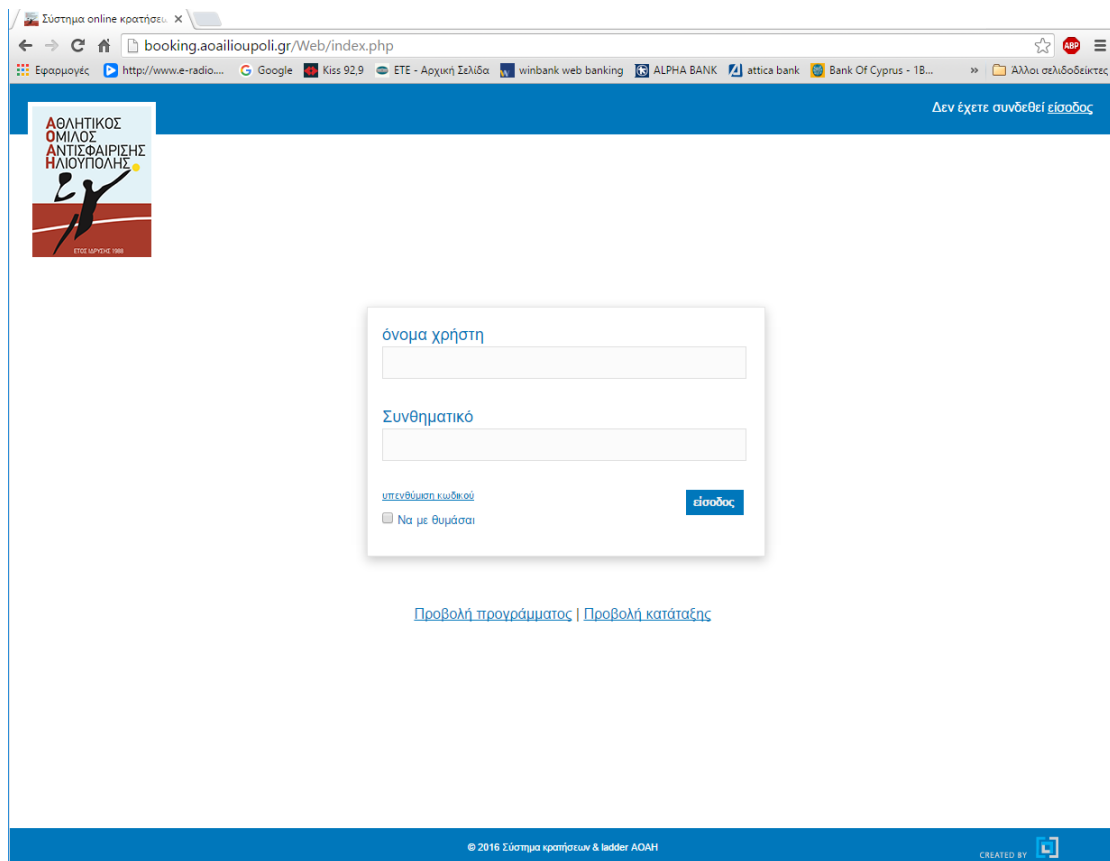 Σύστημα online κρατήσεω
booking.aoailioupoli.gr/Web/index.php
ABP
Εφαρμογές http://www.e-radio.... Google Kiss 92,9 ΕΤΕ - Αρχική Σελίδα winbank web banking ALPHA BANK attica bank Bank Of Cyprus - 1B... » Άλλοι σελιδοδείκτες
Δεν έχετε συνδεθεί είσοδος
ΑΘΛΗΤΙΚΟΣ
ΟΜΙΛΟΣ
ΑΝΤΙΣΦΑΙΡΙΣΗΣ
ΗΛΙΟΥΠΟΛΗΣ
ΕΤΟΣ ΙΔΡΥΣΗΣ 1988
όνομα χρήστη
Συνθηματικό
υπενθύμιση κωδικού
είσοδος
Να με θυμάσαι
Προβολή προγράμματος | Προβολή κατάταξης
© 2016 Σύστημα κρατήσεων & ladder ΑΟΑΗ
CREATED BY